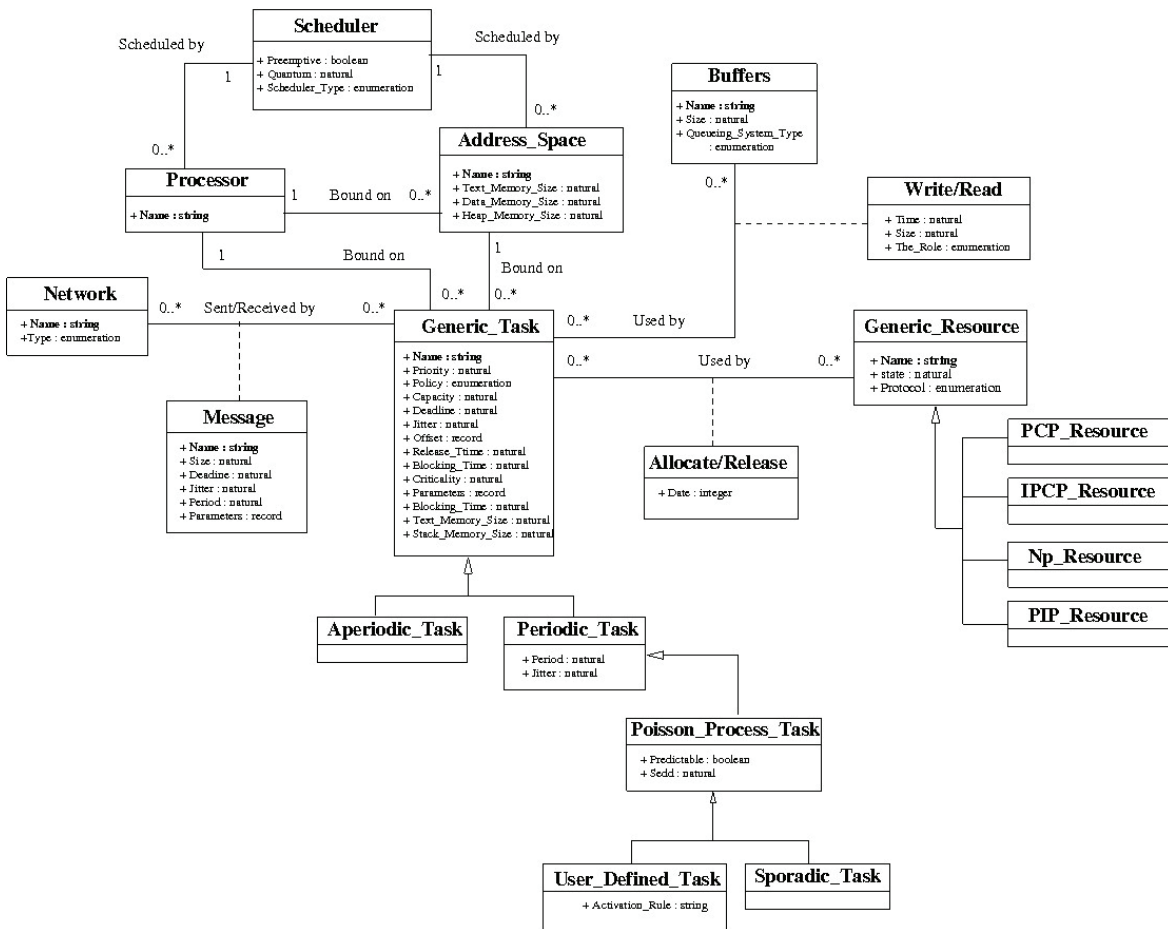 Scheduler
+ Preemptive : boolean
+ Quantum : natural
+ Scheduler_Type : enumeration
Scheduled by
1
0..*
Scheduled by
1
0..*
Buffers
+ Name : string
+ Size : natural
+ Queueing_System_Type
: enumeration
0..*
Address_Space
+ Name : string
+ Text_Memory_Size : natural
+ Data_Memory_Size : natural
+ Heap_Memory_Size : natural
Processor
+ Name : string
1
Bound on
0..*
Write/Read
+ Time : natural
+ Size : natural
+ The_Role : enumeration
1
Bound on
0..*
1
Bound on
0..*
Network
+ Name : string
+Type : enumeration
0..*
Sent/Received by
0..*
Generic_Task
+ Name : string
+ Priority : natural
+ Policy : enumeration
+ Capacity : natural
+ Deadline : natural
+ Jitter : natural
+ Offset : record
+ Release_Ttime : natural
+ Blocking_Time : natural
+ Criticality : natural
+ Parameters : record
+ Blocking_Time : natural
+ Text_Memory_Size : natural
+ Stack_Memory_Size : natural
0..*
Used by
0..*
Used by
0..*
Generic_Resource
+ Name : string
+ state : natural
+ Protocol : enumeration
Message
+ Name : string
+ Size : natural
+ Deadine : natural
+ Jitter : natural
+ Period : natural
+ Parameters : record
Allocate/Release
+ Date : integer
PCP_Resource
IPCP_Resource
Np_Resource
PIP_Resource
Aperiodic_Task
Periodic_Task
+ Period : natural
+ Jitter : natural
Poisson_Process_Task
+ Predictable : boolean
+ Sedd : natural
User_Defined_Task
+ Activation_Rule : string
Sporadic_Task